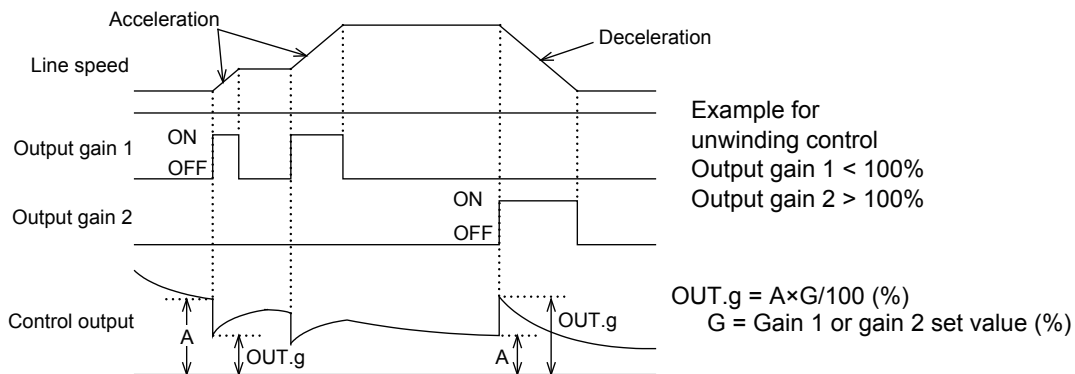 Acceleration
Deceleration
Line speed
Example for
unwinding control
Output gain 1 < 100%
Output gain 2 > 100%
ON
Output gain 1
OFF
ON
Output gain 2
OFF
OUT.g = A×G/100 (%)
G = Gain 1 or gain 2 set value (%)
Control output
A
OUT.g
A
OUT.g